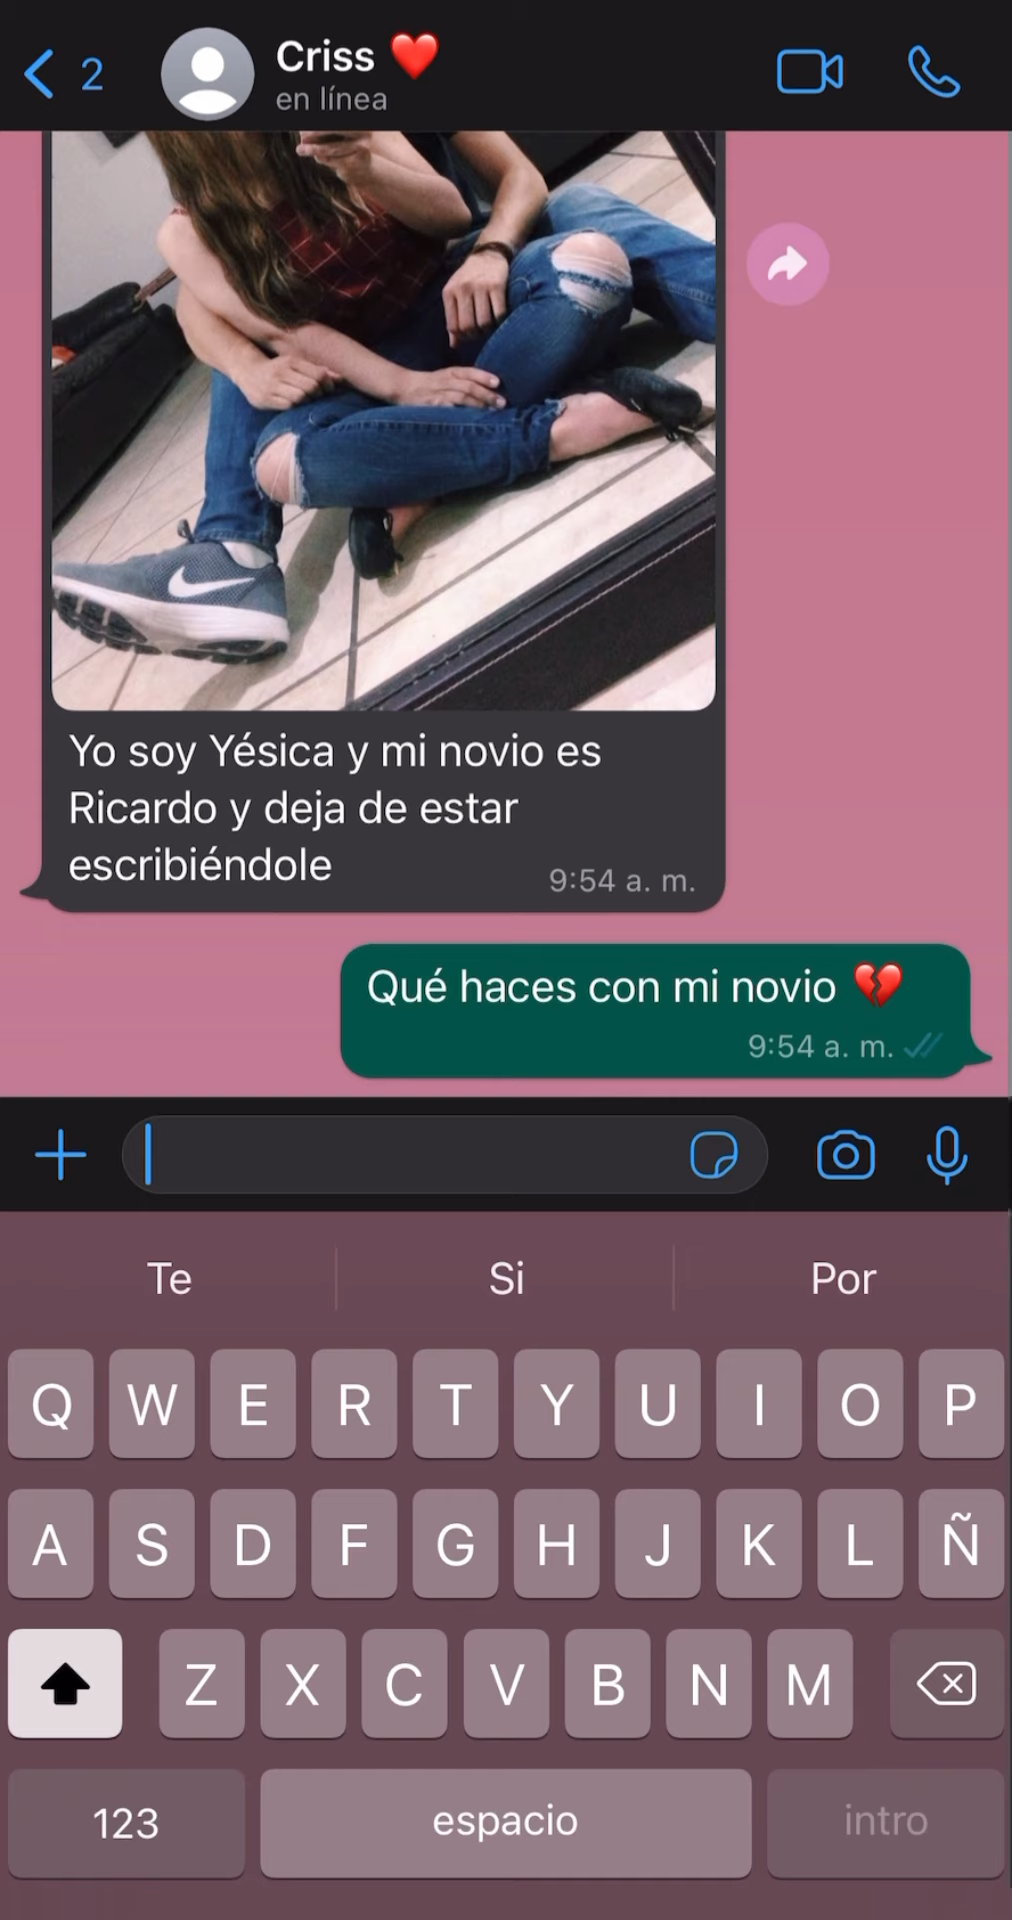 2
Criss ❤️
en línea
Yo soy Yésica y mi novio es
Ricardo y deja de estar
escribiéndole
9:54 a. m.
Qué haces con mi novio 💔
9:54 a. m.
Te Si Por
Q W E R T Y U I O P
A S D F G H J K L Ñ
Z X C V B N M
123 espacio intro